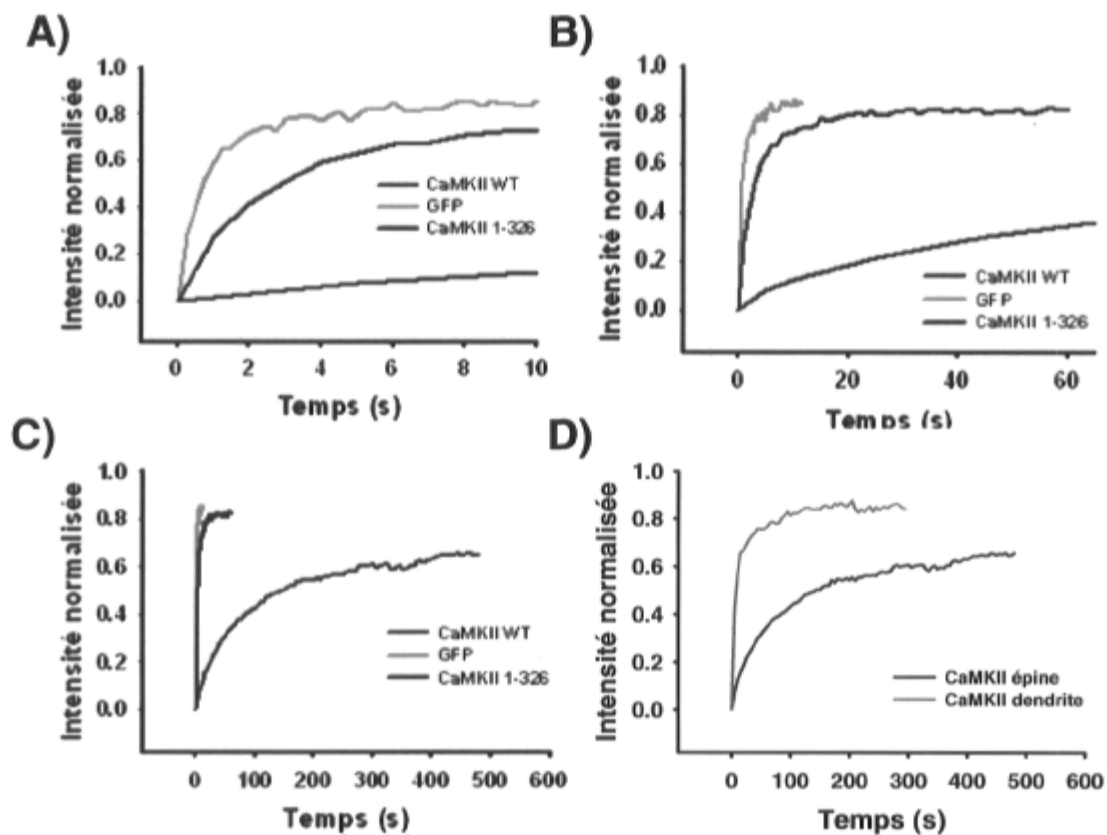 A)
Intensité normalisée
1.0
0.8
0.6
0.4
0.2
0.0
CaMKII WT
GFP
CaMKII 1-326
0 2 4 6 8 10
Temps (s)
B)
Intensité normalisée
1.0
0.8
0.6
0.4
0.2
0.0
CaMKII WT
GFP
CaMKII 1-326
0 20 40 60
Temps (s)
C)
Intensité normalisée
1.0
0.8
0.6
0.4
0.2
0.0
CaMKII WT
GFP
CaMKII 1-326
0 100 200 300 400 500 600
Temps (s)
D)
Intensité normalisée
1.0
0.8
0.6
0.4
0.2
0.0
CaMKII épine
CaMKII dendrite
0 100 200 300 400 500 600
Temps (s)